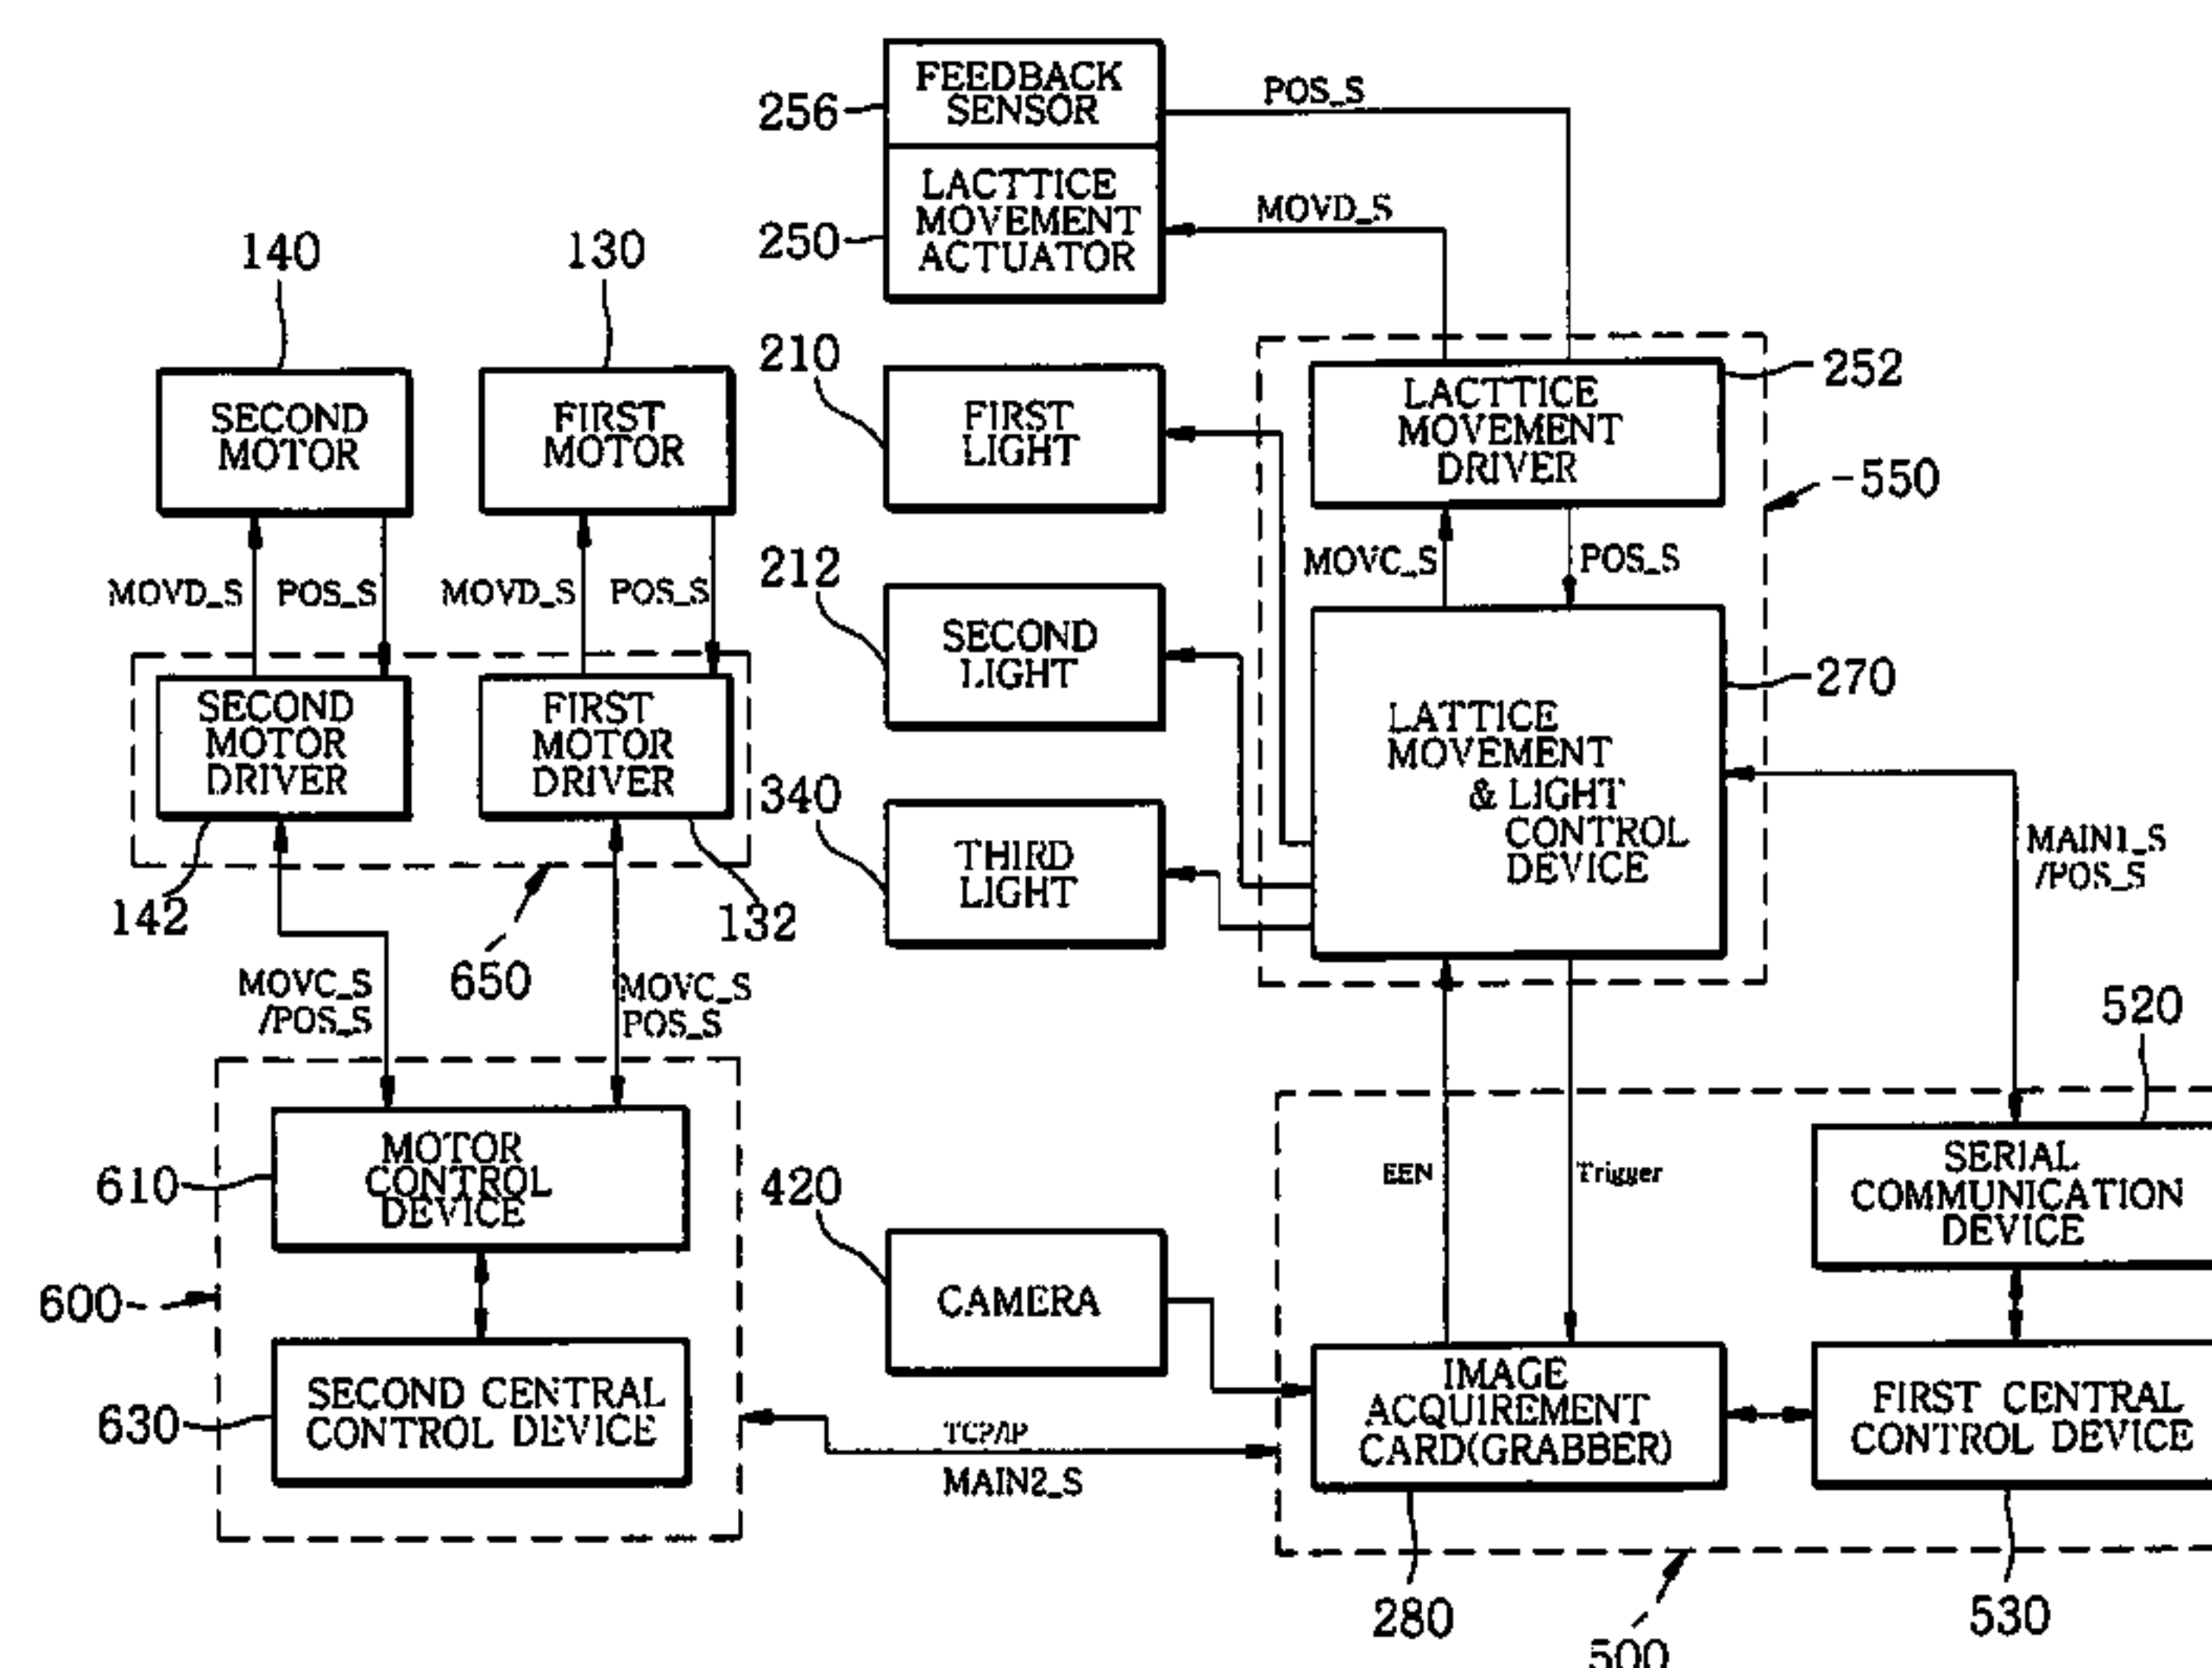 FEEDBACK
SENSOR
256
POS_S
LACTTICE
MOVEMENT
ACTUATOR
250
MOVD_S
140
130
210
252
SECOND
MOTOR
FIRST
MOTOR
FIRST
LIGHT
LACTTICE
MOVEMENT
DRIVER
550
MOVD_S
POS_S
MOVD_S
POS_S
212
MOVC_S
POS_S
SECOND
LIGHT
270
SECOND
MOTOR
DRIVER
FIRST
MOTOR
DRIVER
LATTICE
MOVEMENT
& LIGHT
CONTROL
DEVICE
340
THIRD
LIGHT
MAIN1_S
/POS_S
142
132
650
MOVC_S
/POS_S
MOVC_S
POS_S
520
MOTOR
CONTROL
DEVICE
610
420
EEN
Trigger
SERIAL
COMMUNICATION
DEVICE
600
CAMERA
SECOND CENTRAL
CONTROL DEVICE
630
TCP/IP
MAIN2_S
IMAGE
ACQUIREMENT
CARD(GRABBER)
FIRST CENTRAL
CONTROL DEVICE
280
500
530